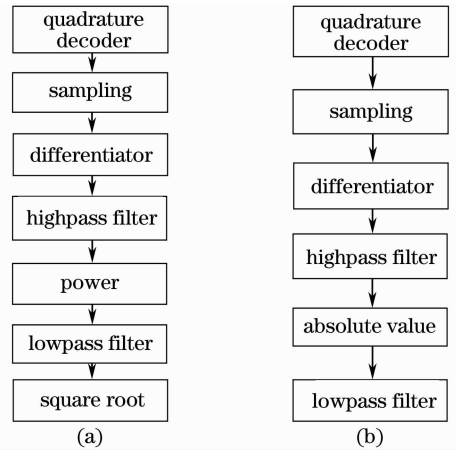 quadrature
decoder
sampling
differentiator
highpass filter
power
lowpass filter
square root
(a)
quadrature
decoder
sampling
differentiator
highpass filter
absolute value
lowpass filter
(b)